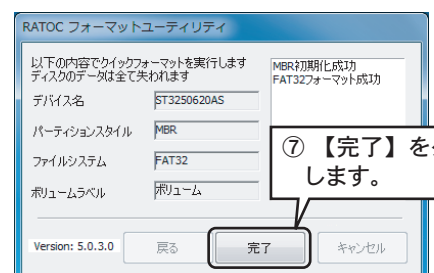 RATOC フォーマットユーティリティ
以下の内容でクイックフォーマットを実行します
ディスクのデータは全て失われます
MBR初期化成功
FAT32フォーマット成功
デバイス名 ST3250620AS
パーティションスタイル MBR
ファイルシステム FAT32
ボリュームラベル ボリューム
⑦ 【完了】を
します。
Version: 5.0.3.0 戻る 完了 キャンセル